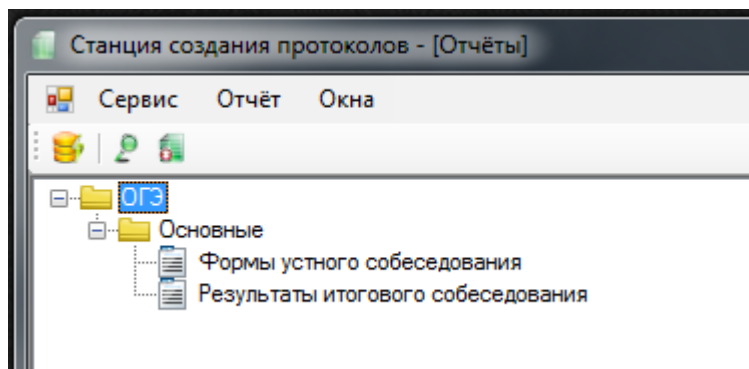 Станция создания протоколов - [Отчёты]
Сервис Отчёт Окна
ОГЭ
Основные
Формы устного собеседования
Результаты итогового собеседования